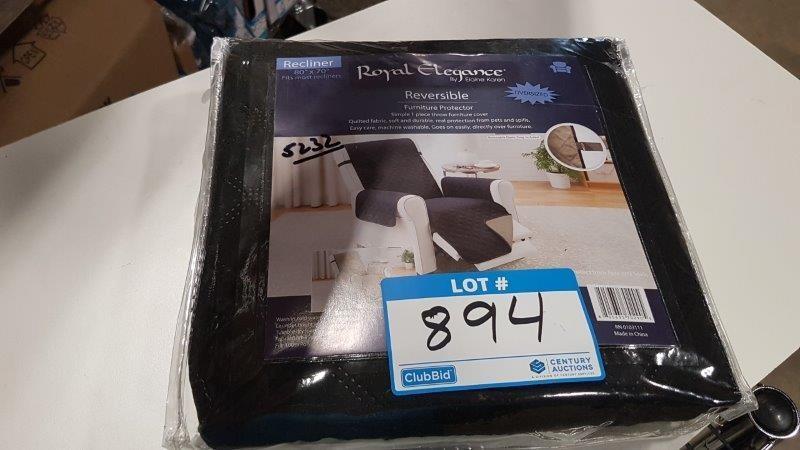 Recliner
80" x 70"
Fits most recliners
Royal Elegance
By Elaine Karen
OVERSIZED
Reversible
Furniture Protector
Simple 1 piece throw furniture cover
Quilted fabric, soft and durable, real protection from pets and spills,
Easy care, machine washable, Goes on easily, directly over furniture.
5232
LOT #
894
ClubBid
CENTURY
AUCTIONS
RN 0103111
Made in China